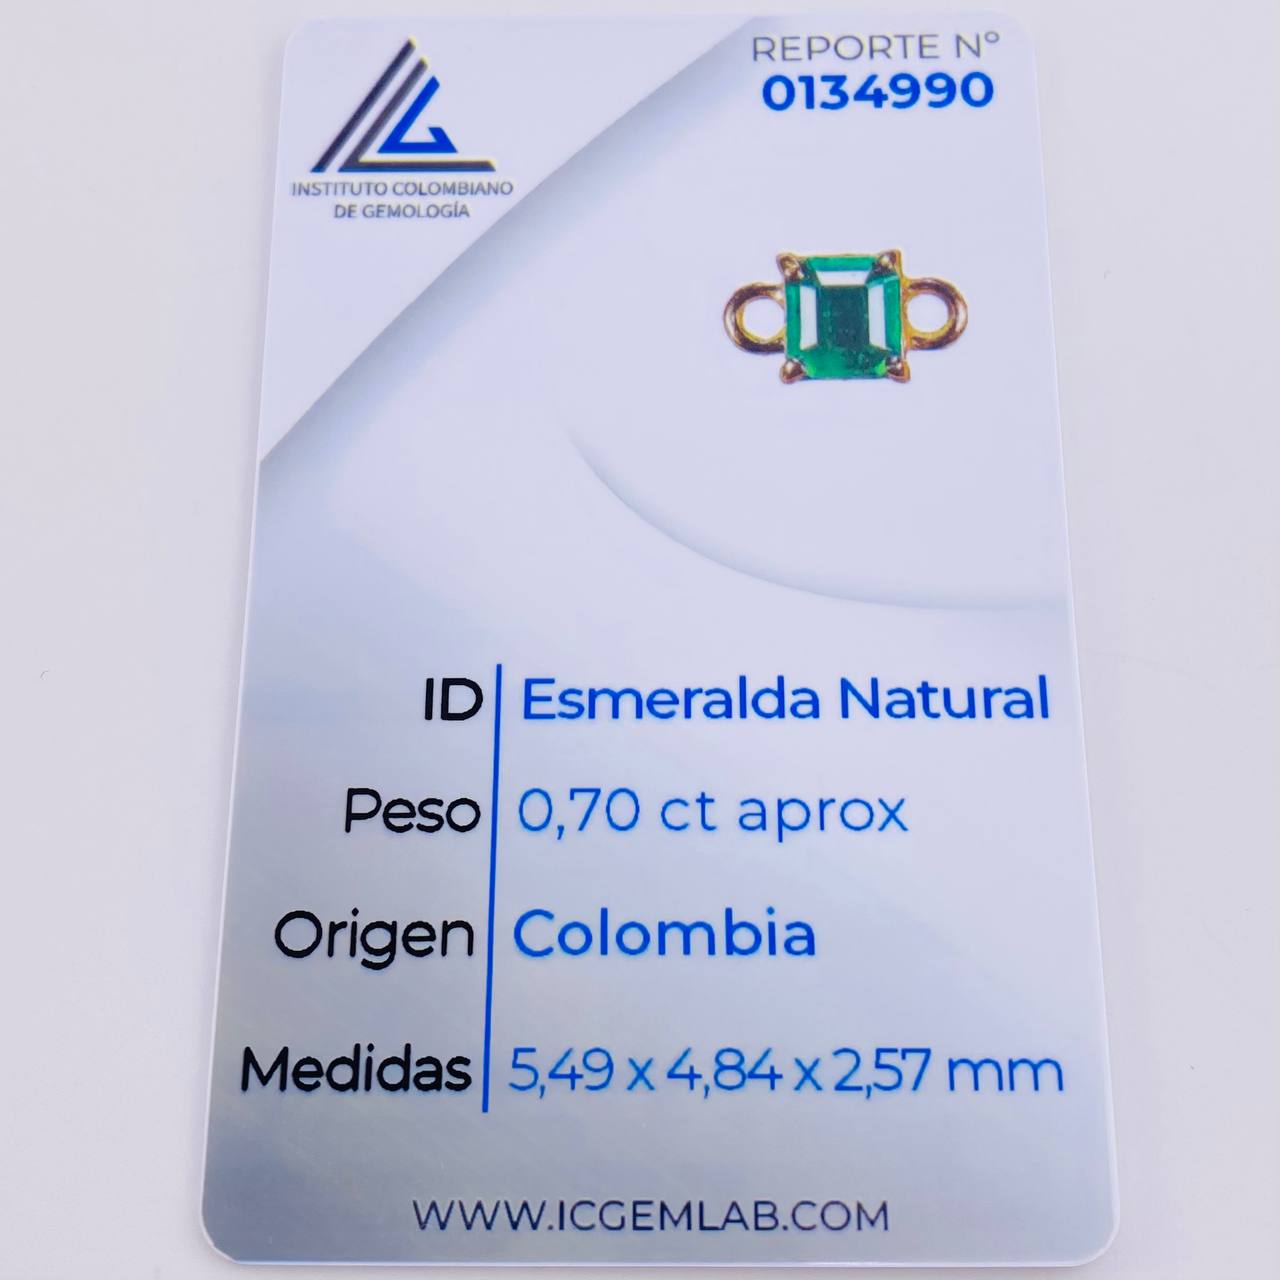 INSTITUTO COLOMBIANO
DE GEMOLOGÍA
REPORTE Nº
0134990
ID Esmeralda Natural
Peso 0,70 ct aprox
Origen Colombia
Medidas 5,49 x 4,84 x 2,57 mm
WWW.ICGEMLAB.COM